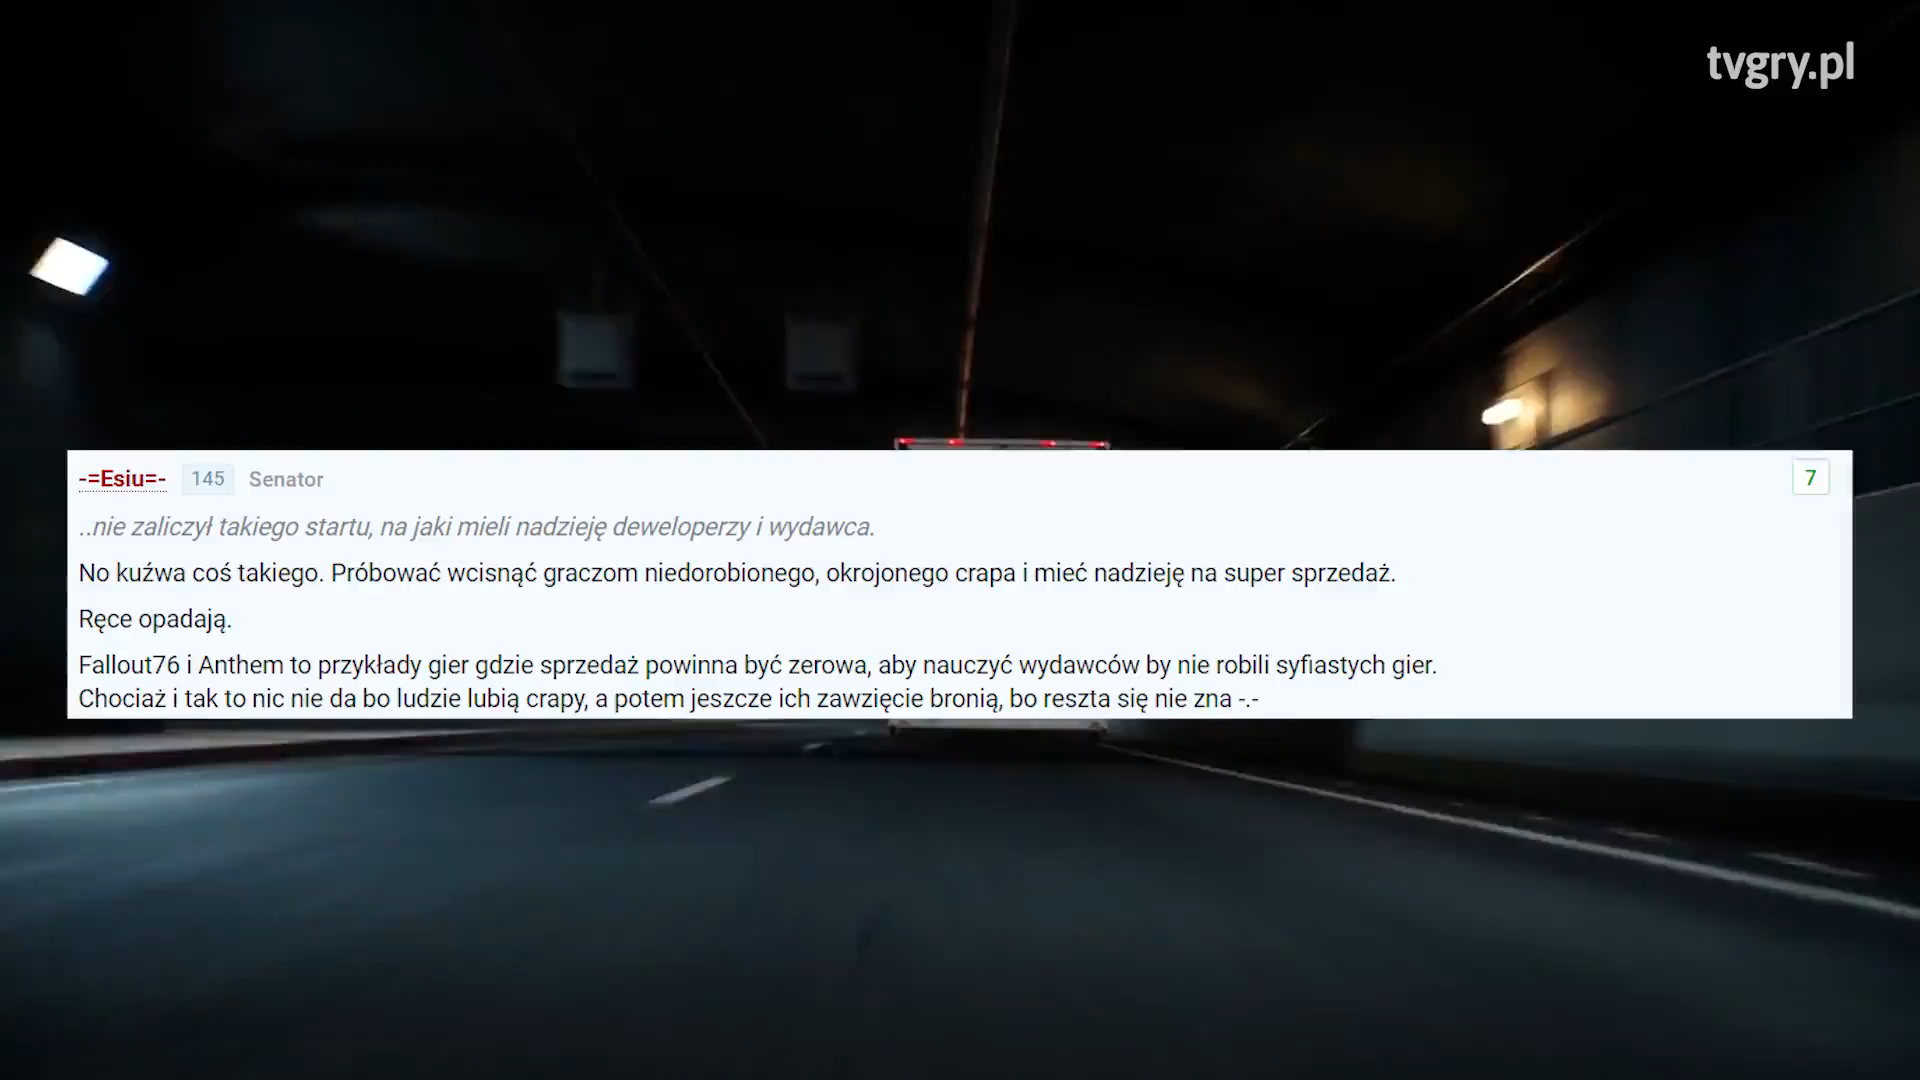 tvgry.pl
-=Esiu=- 145 Senator 7
..nie zaliczył takiego startu, na jaki mieli nadzieję deweloperzy i wydawca.
No kuźwa coś takiego. Próbować wcisnąć graczom niedorobionego, okrojonego crapa i mieć nadzieję na super sprzedaż.
Ręce opadają.
Fallout76 i Anthem to przykłady gier gdzie sprzedaż powinna być zerowa, aby nauczyć wydawców by nie robili syfiastych gier.
Chociaż i tak to nic nie da bo ludzie lubią crapy, a potem jeszcze ich zawzięcie bronią, bo reszta się nie zna -.-